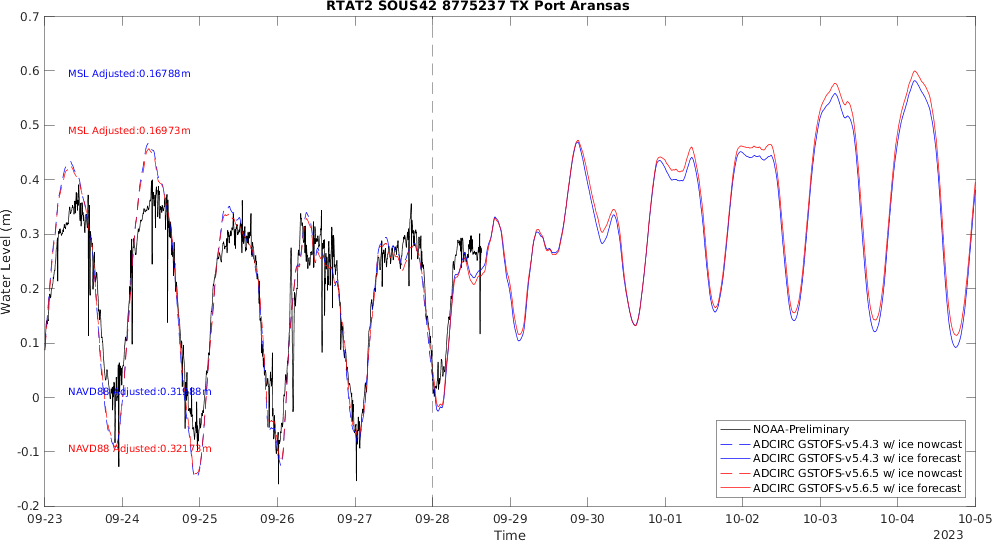 RTAT2 SOUS42 8775237 TX Port Aransas
Water Level (m)
0.7
0.6
0.5
0.4
0.3
0.2
0.1
0
-0.1
-0.2
MSL Adjusted:0.16788m
MSL Adjusted:0.16973m
NAVD88 Adjusted:0.31988m
NAVD88 Adjusted:0.32173m
NOAA-Preliminary
ADCIRC GSTOFS-v5.4.3 w/ ice nowcast
ADCIRC GSTOFS-v5.4.3 w/ ice forecast
ADCIRC GSTOFS-v5.6.5 w/ ice nowcast
ADCIRC GSTOFS-v5.6.5 w/ ice forecast
09-23 09-24 09-25 09-26 09-27 09-28 09-29 09-30 10-01 10-02 10-03 10-04 10-05
Time
2023